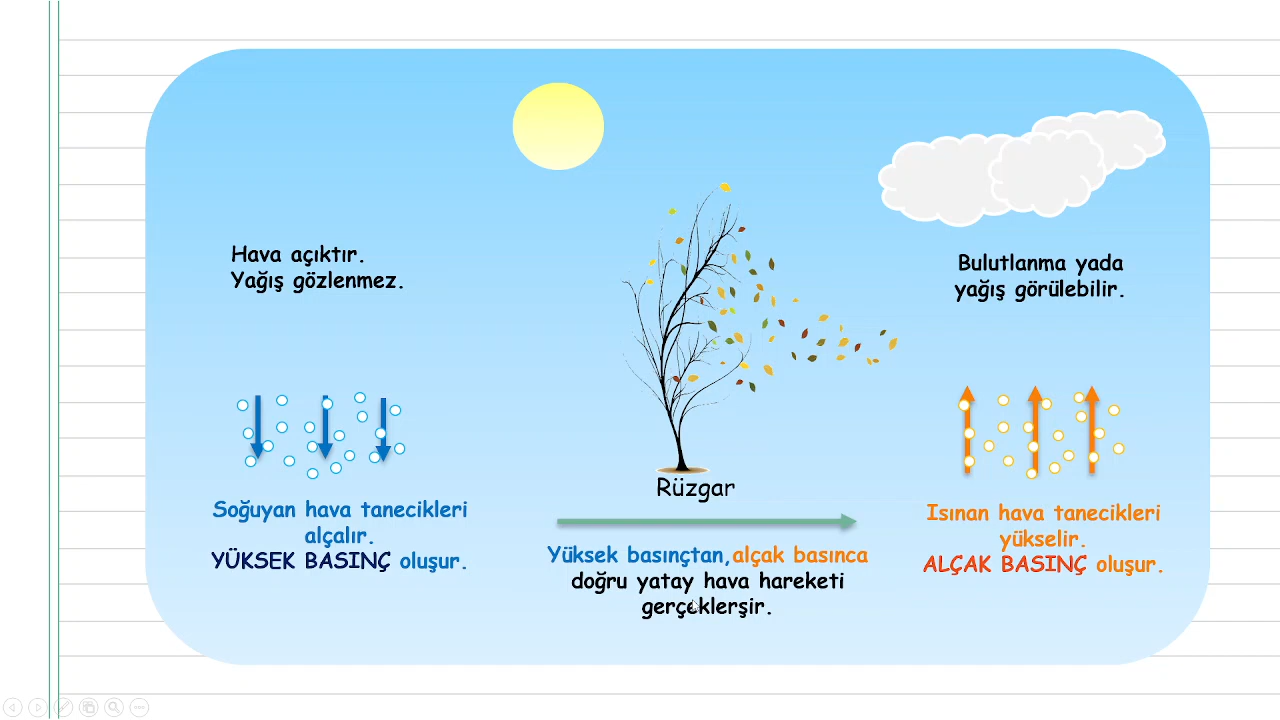 Hava açıktır.
Yağış gözlenmez.
Bulutlanma yada
yağış görülebilir.
Soğuyan hava tanecikleri
alçalır.
YÜKSEK BASINÇ oluşur.
Rüzgar
Yüksek basınçtan,alçak basınca
doğru yatay hava hareketi
gerçeklerşir.
Isınan hava tanecikleri
yükselir.
ALÇAK BASINÇ oluşur.